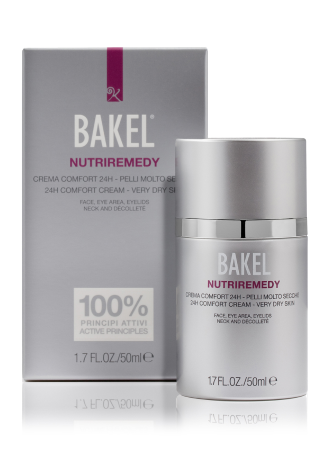 BAKEL®
NUTRIREMEDY
CREMA COMFORT 24H - PELLI MOLTO SE
24H COMFORT CREAM - VERY DRY SK
FACE, EYE AREA, EYELIDS
NECK AND DÉCOLLETÉ
100%
PRINCIPI ATTIVI
ACTIVE PRINCIPLES
1.7 FL.OZ./50ml ℮
BAKEL
NUTRIREMEDY
CREMA COMFORT 24H - PELLI MOLTO SECCHE
24H COMFORT CREAM - VERY DRY SKIN
FACE, EYE AREA, EYELIDS
NECK AND DÉCOLLETÉ
1.7 FL.OZ./50ml ℮